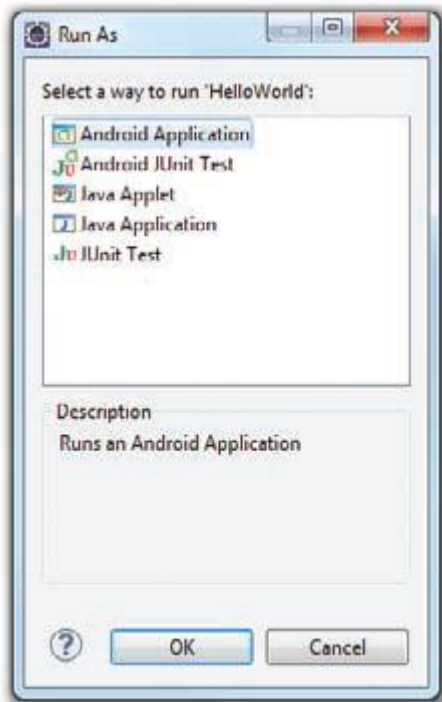 Run As
Select a way to run 'HelloWorld':
Android Application
Android JUnit Test
Java Applet
Java Application
JUnit Test
Description
Runs an Android Application
OK
Cancel